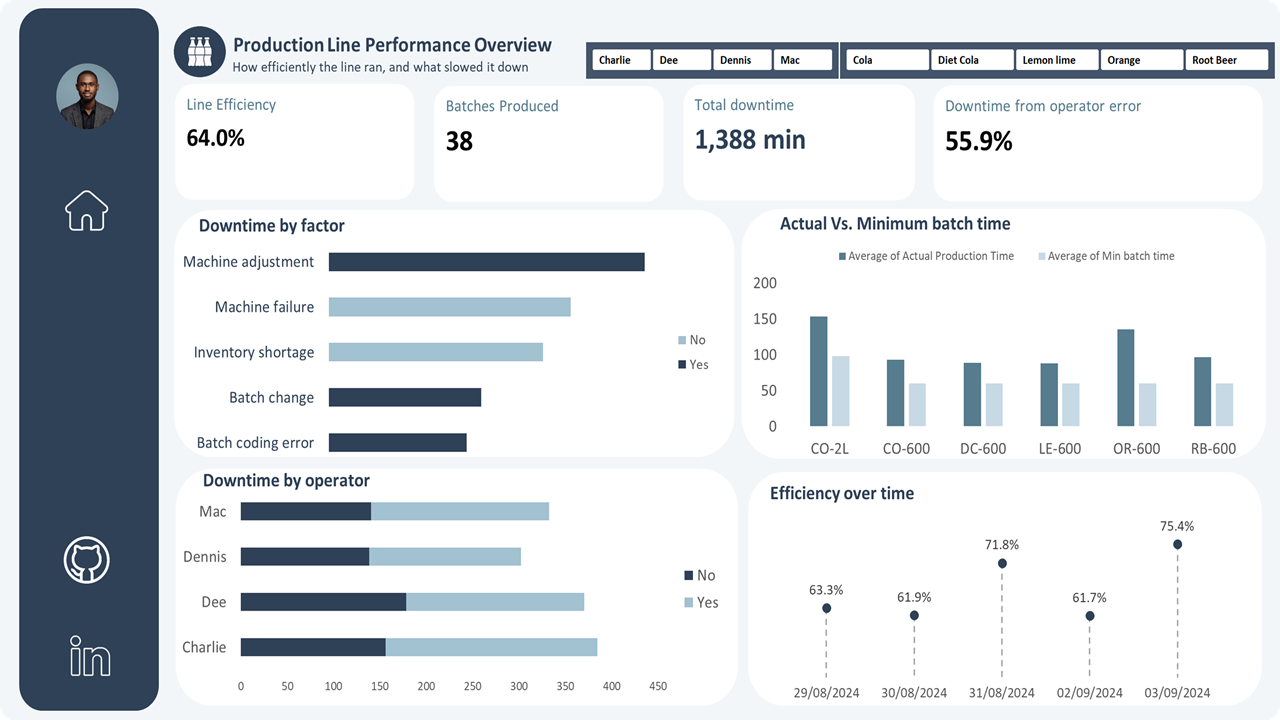 Production Line Performance Overview
How efficiently the line ran, and what slowed it down
Charlie Dee Dennis Mac Cola Diet Cola Lemon lime Orange Root Beer
Line Efficiency
64.0%
Batches Produced
38
Total downtime
1,388 min
Downtime from operator error
55.9%
Downtime by factor
Machine adjustment
Machine failure
Inventory shortage
Batch change
Batch coding error
No
Yes
Actual Vs. Minimum batch time
Average of Actual Production Time Average of Min batch time
200
150
100
50
0
CO-2L CO-600 DC-600 LE-600 OR-600 RB-600
Downtime by operator
Mac
Dennis
Dee
Charlie
0 50 100 150 200 250 300 350 400 450
No
Yes
Efficiency over time
63.3% 61.9% 71.8% 61.7% 75.4%
29/08/2024 30/08/2024 31/08/2024 02/09/2024 03/09/2024
in